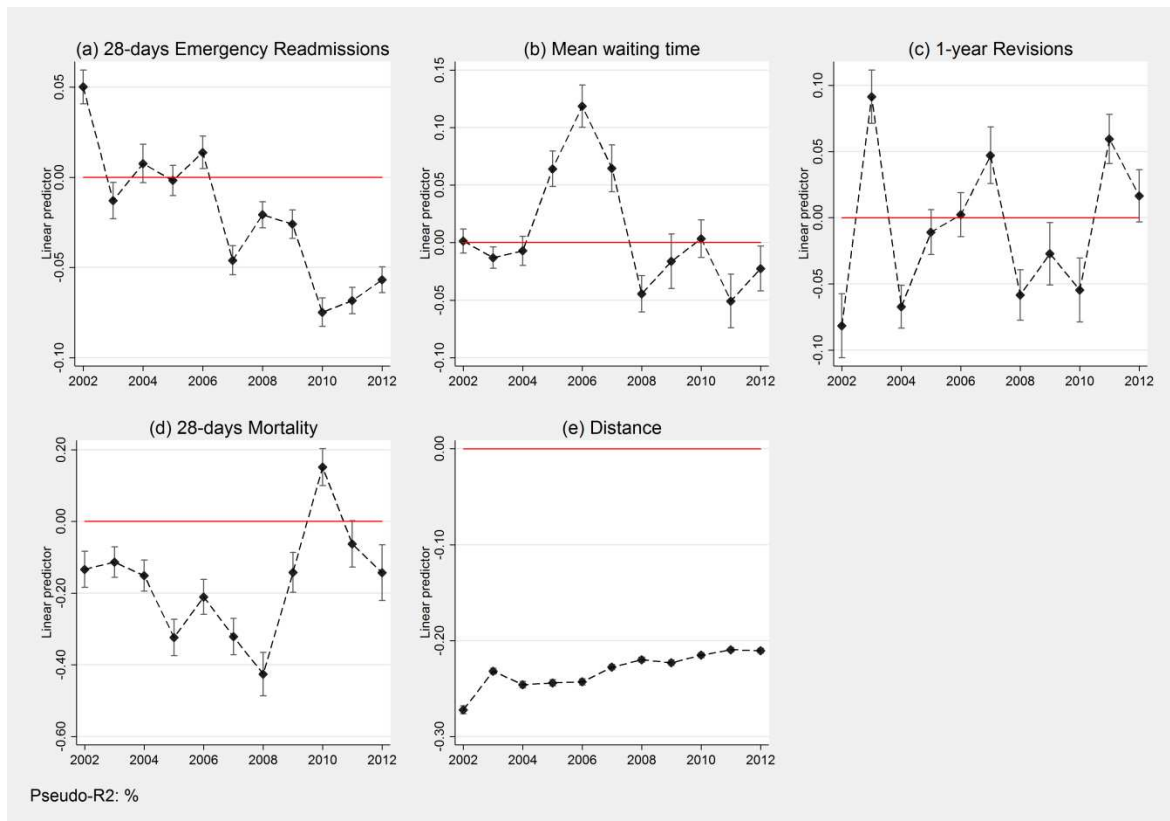 (a) 28-days Emergency Readmissions
Linear predictor
0.05
0.00
-0.05
-0.10
2002 2004 2006 2008 2010 2012
(b) Mean waiting time
Linear predictor
0.15
0.10
0.05
0.00
-0.05
-0.10
2002 2004 2006 2008 2010 2012
(c) 1-year Revisions
Linear predictor
0.10
0.05
0.00
-0.05
-0.10
2002 2004 2006 2008 2010 2012
(d) 28-days Mortality
Linear predictor
0.20
0.00
-0.20
-0.40
-0.60
2002 2004 2006 2008 2010 2012
(e) Distance
Linear predictor
0.00
-0.10
-0.20
-0.30
2002 2004 2006 2008 2010 2012
Pseudo-R2: %